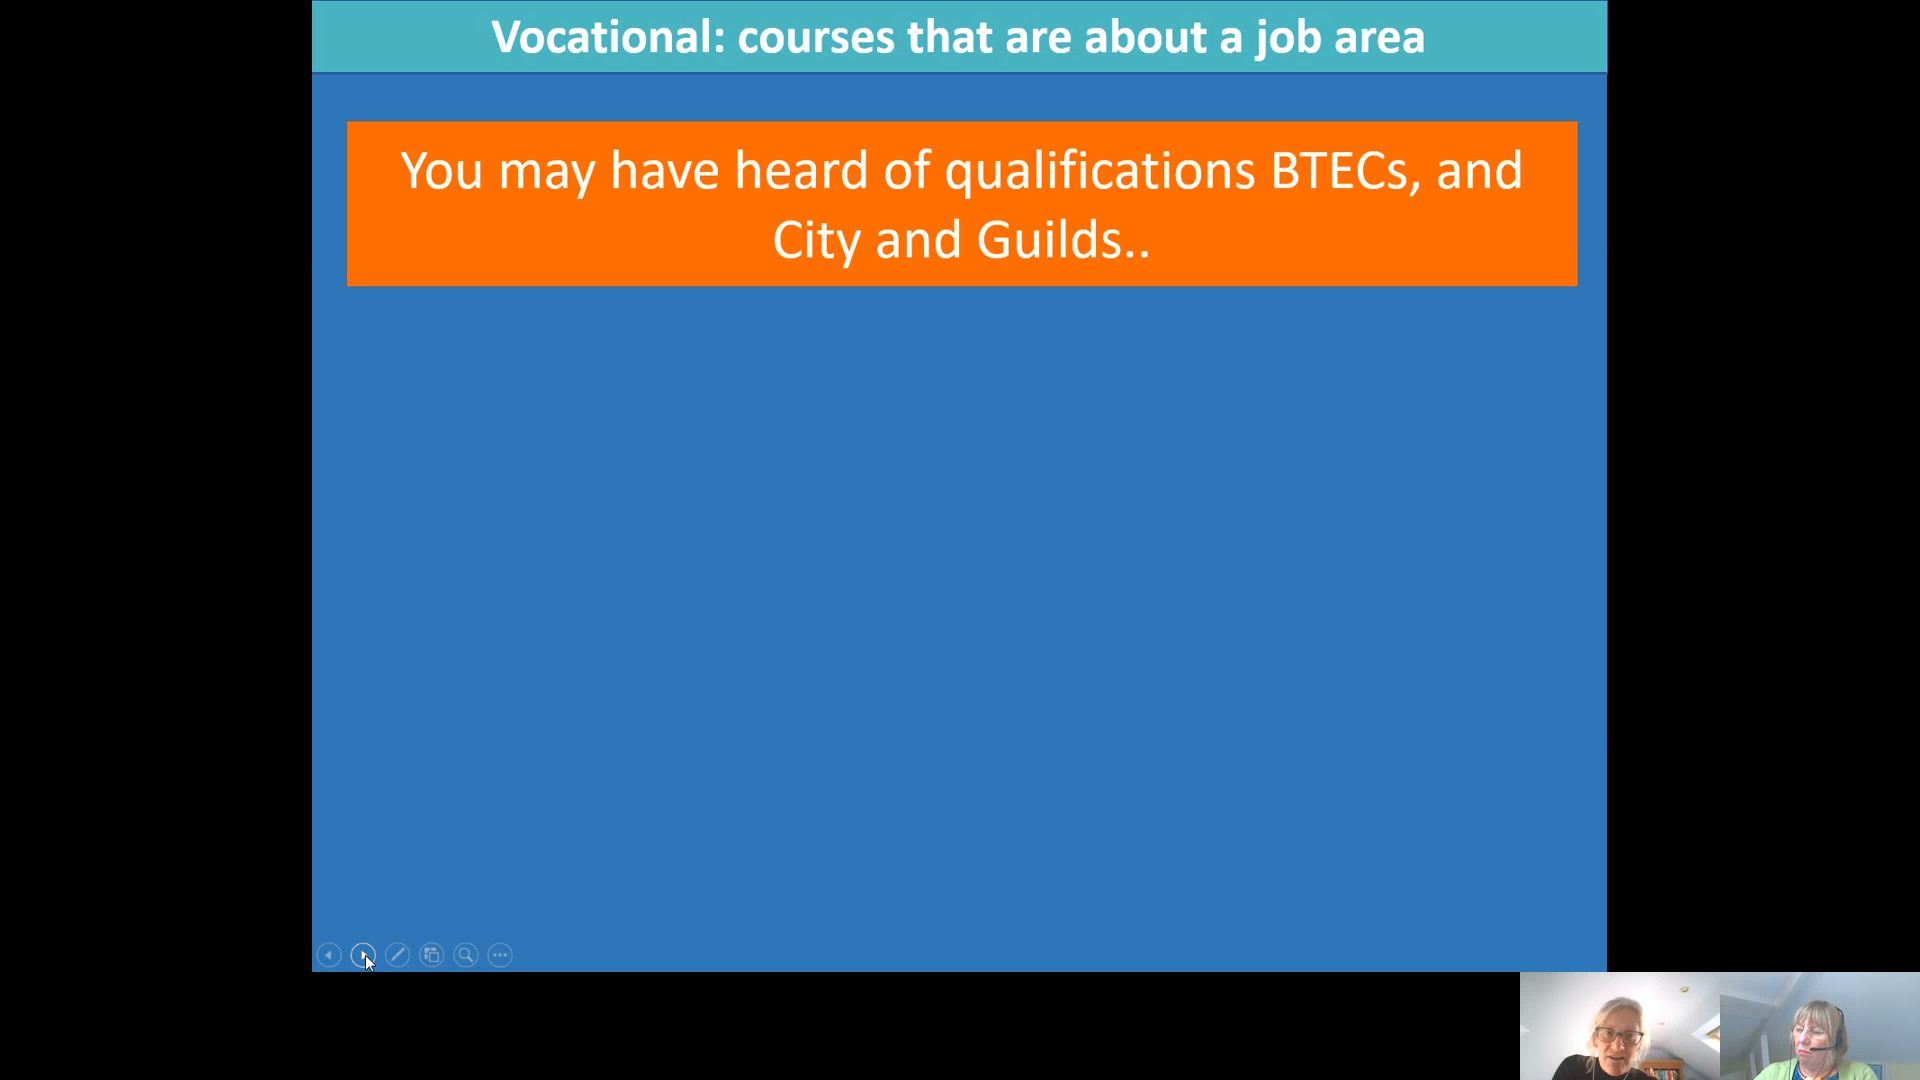 Vocational: courses that are about a job area
You may have heard of qualifications BTECs, and
City and Guilds..